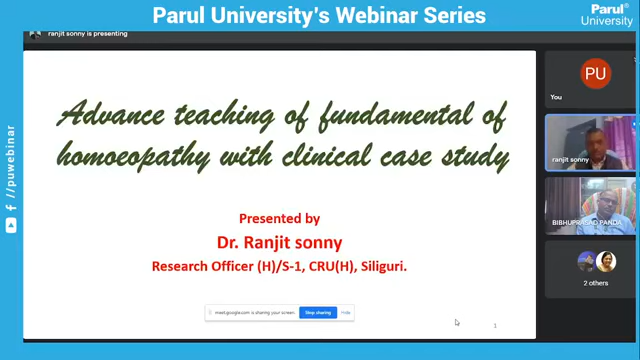 Parul University's Webinar Series
Parul®
University
ranjit sonny is presenting
Advance teaching of fundamental of
homoeopathy with clinical case study
Presented by
Dr. Ranjit sonny
Research Officer (H)/S-1, CRU(H), Siliguri.
meet.google.com is sharing your screen.
Stop sharing
Hide
1
PU
You
ranjit sonny
BIBHUPRASAD PANDA
2 others
//puwebinar